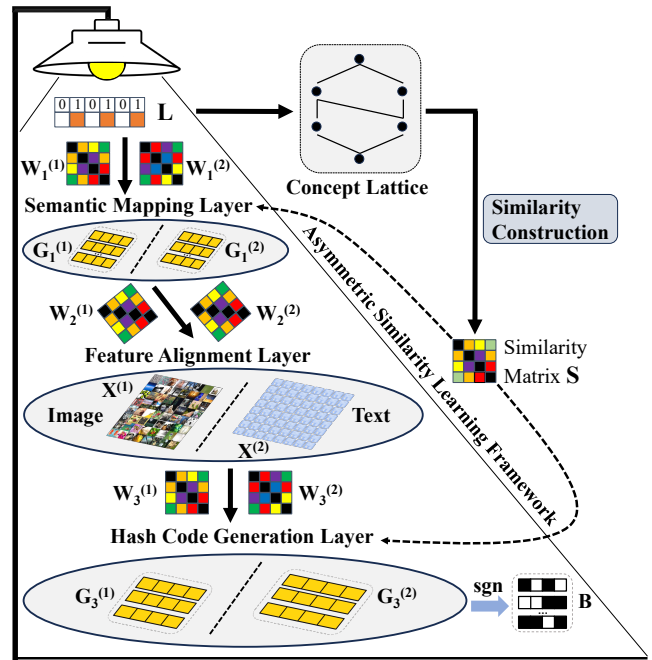 0 1 0 1 0 1
L
W₁⁽¹⁾
W₁⁽²⁾
Concept Lattice
Semantic Mapping Layer
Similarity
Construction
G₁⁽¹⁾
...
G₁⁽²⁾
...
Asymmetric Similarity Learning Framework
W₂⁽¹⁾
W₂⁽²⁾
Similarity
Matrix S
Feature Alignment Layer
X⁽¹⁾
Image
Text
X⁽²⁾
W₃⁽¹⁾
W₃⁽²⁾
Hash Code Generation Layer
G₃⁽¹⁾
G₃⁽²⁾
sgn
...
B